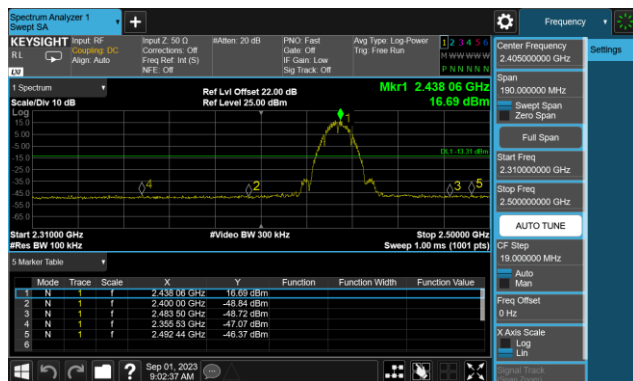 Spectrum Analyzer 1
Swept SA
Frequency
KEYSIGHT
RL
LXI
Input: RF
Coupling: DC
Align: Auto
Input Z: 50 Ω
Corrections: Off
Freq Ref: Int (S)
NFE: Off
#Atten: 20 dB
PNO: Fast
Gate: Off
IF Gain: Low
Sig Track: Off
Avg Type: Log-Power
Trig: Free Run
1 2 3 4 5 6
M W W W W W
P N N N N N
Center Frequency
2.405000000 GHz
Settings
Span
190.000000 MHz
Swept Span
Zero Span
Full Span
Start Freq
2.310000000 GHz
Stop Freq
2.500000000 GHz
AUTO TUNE
CF Step
19.000000 MHz
Auto
Man
Freq Offset
0 Hz
X Axis Scale
Log
Lin
Signal Track
1 Spectrum
Scale/Div 10 dB
Ref Lvl Offset 22.00 dB
Ref Level 25.00 dBm
Mkr1 2.438 06 GHz
16.69 dBm
Log
15.0
5.00
-5.00
-15.0
-25.0
-35.0
-45.0
-55.0
-65.0
1
DL1 -13.31 dBm
4
2
3
5
Start 2.31000 GHz
#Res BW 100 kHz
#Video BW 300 kHz
Stop 2.50000 GHz
Sweep 1.00 ms (1001 pts)
5 Marker Table
Mode Trace Scale X Y Function Function Width Function Value
1 N 1 f 2.438 06 GHz 16.69 dBm
2 N 1 f 2.400 00 GHz -48.84 dBm
3 N 1 f 2.483 50 GHz -48.72 dBm
4 N 1 f 2.355 53 GHz -47.07 dBm
5 N 1 f 2.492 44 GHz -46.37 dBm
6
?
Sep 01, 2023
9:02:37 AM